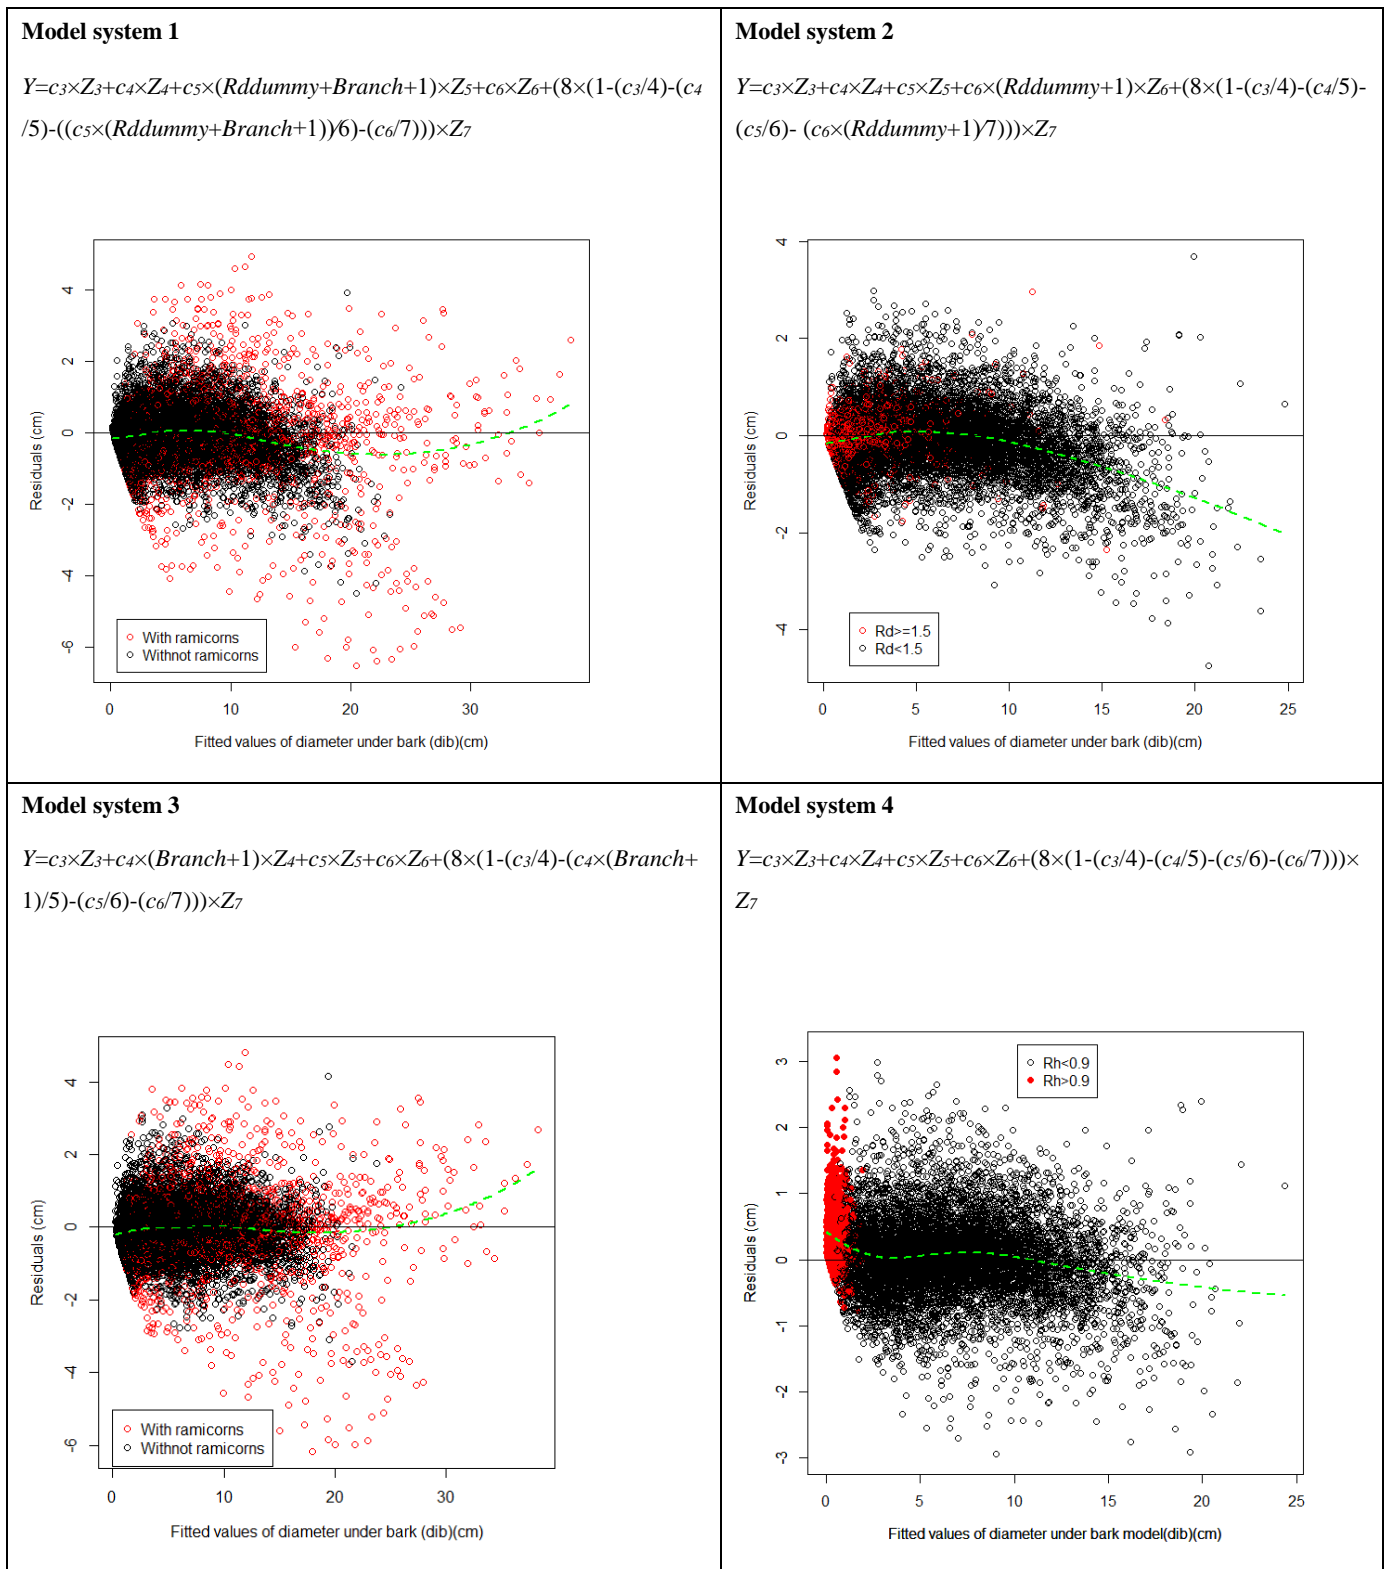 Model system 1
Y=c3×Z3+c4×Z4+c5×(Rddummy+Branch+1)×Z5+c6×Z6+(8×(1-(c3/4)-(c4
/5)-((c5×(Rddummy+Branch+1))/6)-(c6/7)))×Z7
4
2
0
-2
-4
-6
Residuals (cm)
With ramicorns
Withnot ramicorns
0 10 20 30
Fitted values of diameter under bark (dib)(cm)
Model system 2
Y=c3×Z3+c4×Z4+c5×Z5+c6×(Rddummy+1)×Z6+(8×(1-(c3/4)-(c4/5)-
(c5/6)- (c6×(Rddummy+1)/7)))×Z7
4
2
0
-2
-4
Residuals (cm)
Rd>=1.5
Rd<1.5
0 5 10 15 20 25
Fitted values of diameter under bark (dib)(cm)
Model system 3
Y=c3×Z3+c4×(Branch+1)×Z4+c5×Z5+c6×Z6+(8×(1-(c3/4)-(c4×(Branch+
1)/5)-(c5/6)-(c6/7)))×Z7
4
2
0
-2
-4
-6
Residuals (cm)
With ramicorns
Withnot ramicorns
0 10 20 30
Fitted values of diameter under bark (dib)(cm)
Model system 4
Y=c3×Z3+c4×Z4+c5×Z5+c6×Z6+(8×(1-(c3/4)-(c4/5)-(c5/6)-(c6/7)))×
Z7
3
2
1
0
-1
-2
-3
Residuals (cm)
Rh<0.9
Rh>0.9
0 5 10 15 20 25
Fitted values of diameter under bark model(dib)(cm)